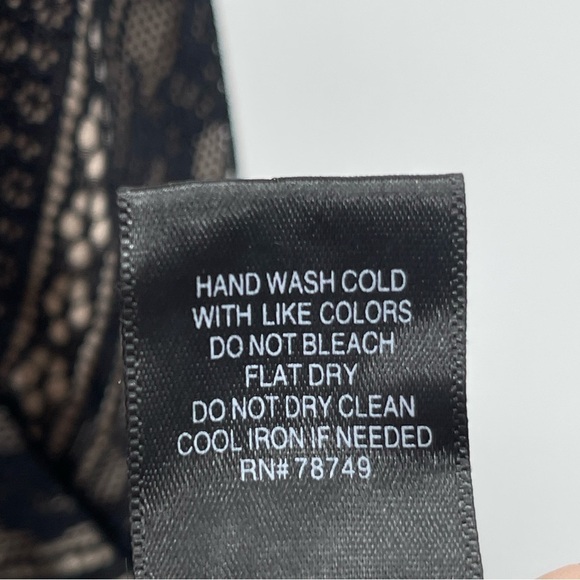 HAND WASH COLD
WITH LIKE COLORS
DO NOT BLEACH
FLAT DRY
DO NOT DRY CLEAN
COOL IRON IF NEEDED
RN# 78749